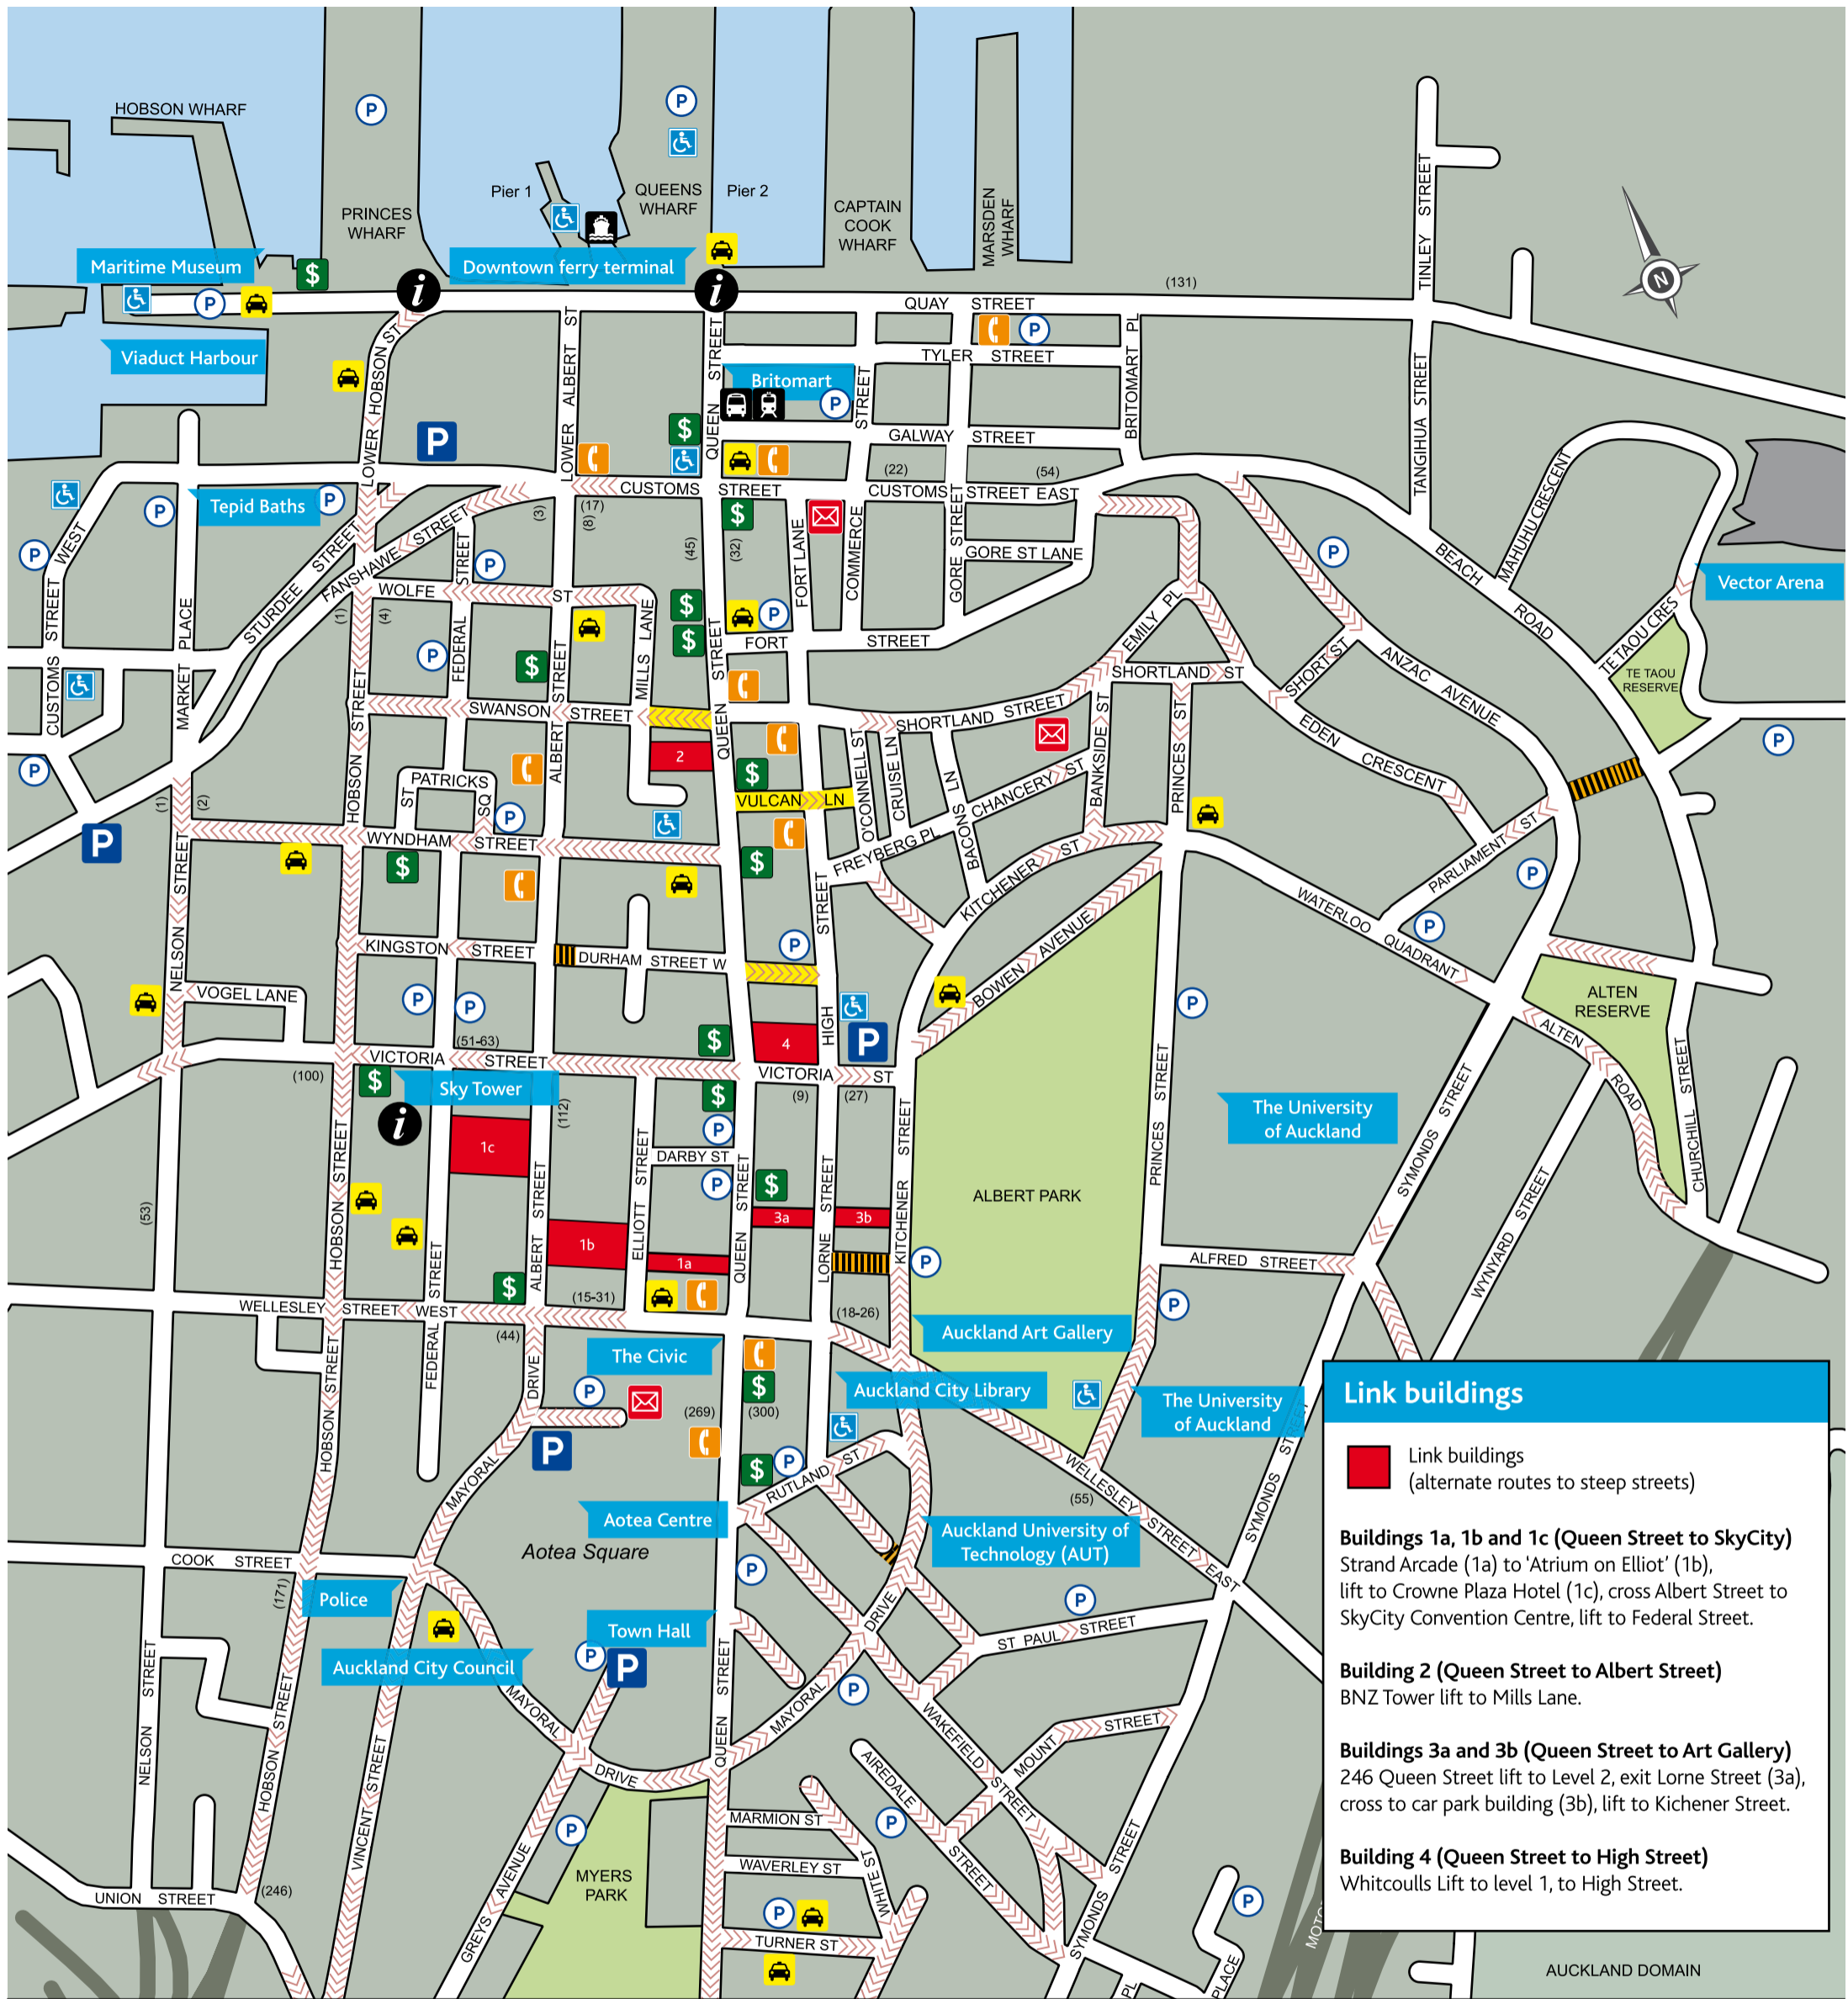 HOBSON WHARF
PRINCES
WHARF
Pier 1
QUEENS
WHARF
Pier 2
CAPTAIN
COOK
WHARF
MARSDEN
WHARF
TINLEY STREET
N
Maritime Museum
Downtown ferry terminal
Viaduct Harbour
QUAY STREET
(131)
TYLER STREET
Britomart
GALWAY STREET
BRITOMART PL
TANGIHUA STREET
LOWER HOBSON ST
LOWER ALBERT ST
QUEEN STREET
(22)
(54)
CUSTOMS STREET
CUSTOMS STREET EAST
Tepid Baths
CUSTOMS STREET WEST
MARKET PLACE
STURDEE STREET
FANSHAWE STREET
(3)
(17)
(8)
(45)
(32)
FORT LANE
COMMERCE STREET
GORE STREET
GORE ST LANE
BEACH ROAD
MAHUHU CRESCENT
Vector Arena
TE TAOU CRES
TE TAOU
RESERVE
WOLFE ST
(1)
(4)
FEDERAL STREET
MILLS LANE
FORT STREET
EMILY PL
SHORTLAND ST
SHORT ST
ANZAC AVENUE
EDEN CRESCENT
SWANSON STREET
SHORTLAND STREET
HOBSON STREET
ALBERT STREET
QUEEN STREET
2
VULCAN LN
O'CONNELL ST
CRUISE LN
BACONS LN
CHANCERY ST
BANKSIDE ST
PRINCES ST
PARLIAMENT ST
ST PATRICKS SQ
(1)
(2)
WYNDHAM STREET
FREYBERG PL
KITCHENER ST
WATERLOO QUADRANT
NELSON STREET
KINGSTON STREET
DURHAM STREET W
HIGH STREET
BOWEN AVENUE
VOGEL LANE
ALTEN
RESERVE
ALTEN ROAD
CHURCHILL STREET
(51-63)
4
VICTORIA STREET
VICTORIA ST
(100)
(112)
(9)
(27)
Sky Tower
1c
DARBY ST
ELLIOTT STREET
ALBERT STREET
QUEEN STREET
LORNE STREET
KITCHENER STREET
PRINCES STREET
ALBERT PARK
The University
of Auckland
SYMONDS STREET
WYNYARD STREET
(53)
HOBSON STREET
FEDERAL STREET
1b
1a
3a
3b
ALFRED STREET
(15-31)
(18-26)
WELLESLEY STREET WEST
(44)
The Civic
Auckland Art Gallery
Auckland City Library
The University
of Auckland
(269)
(300)
HOBSON STREET
MAYORAL DRIVE
RUTLAND ST
WELLESLEY STREET EAST
(55)
SYMONDS STREET
Aotea Centre
Aotea Square
Auckland University of
Technology (AUT)
COOK STREET
(171)
Police
Town Hall
Auckland City Council
ST PAUL STREET
MAYORAL DRIVE
MAYORAL DRIVE
QUEEN STREET
WAKEFIELD STREET
MOUNT STREET
AIREDALE STREET
NELSON STREET
HOBSON STREET
VINCENT STREET
GREYS AVENUE
MYERS
PARK
MARMION ST
WAVERLEY ST
WHITE ST
TURNER ST
SYMONDS STREET
UNION STREET
(246)
PL
PLACE
AUCKLAND DOMAIN
Link buildings
Link buildings
(alternate routes to steep streets)
Buildings 1a, 1b and 1c (Queen Street to SkyCity)
Strand Arcade (1a) to ‘Atrium on Elliot’ (1b),
lift to Crowne Plaza Hotel (1c), cross Albert Street to
SkyCity Convention Centre, lift to Federal Street.
Building 2 (Queen Street to Albert Street)
BNZ Tower lift to Mills Lane.
Buildings 3a and 3b (Queen Street to Art Gallery)
246 Queen Street lift to Level 2, exit Lorne Street (3a),
cross to car park building (3b), lift to Kichener Street.
Building 4 (Queen Street to High Street)
Whitcoulls Lift to level 1, to High Street.